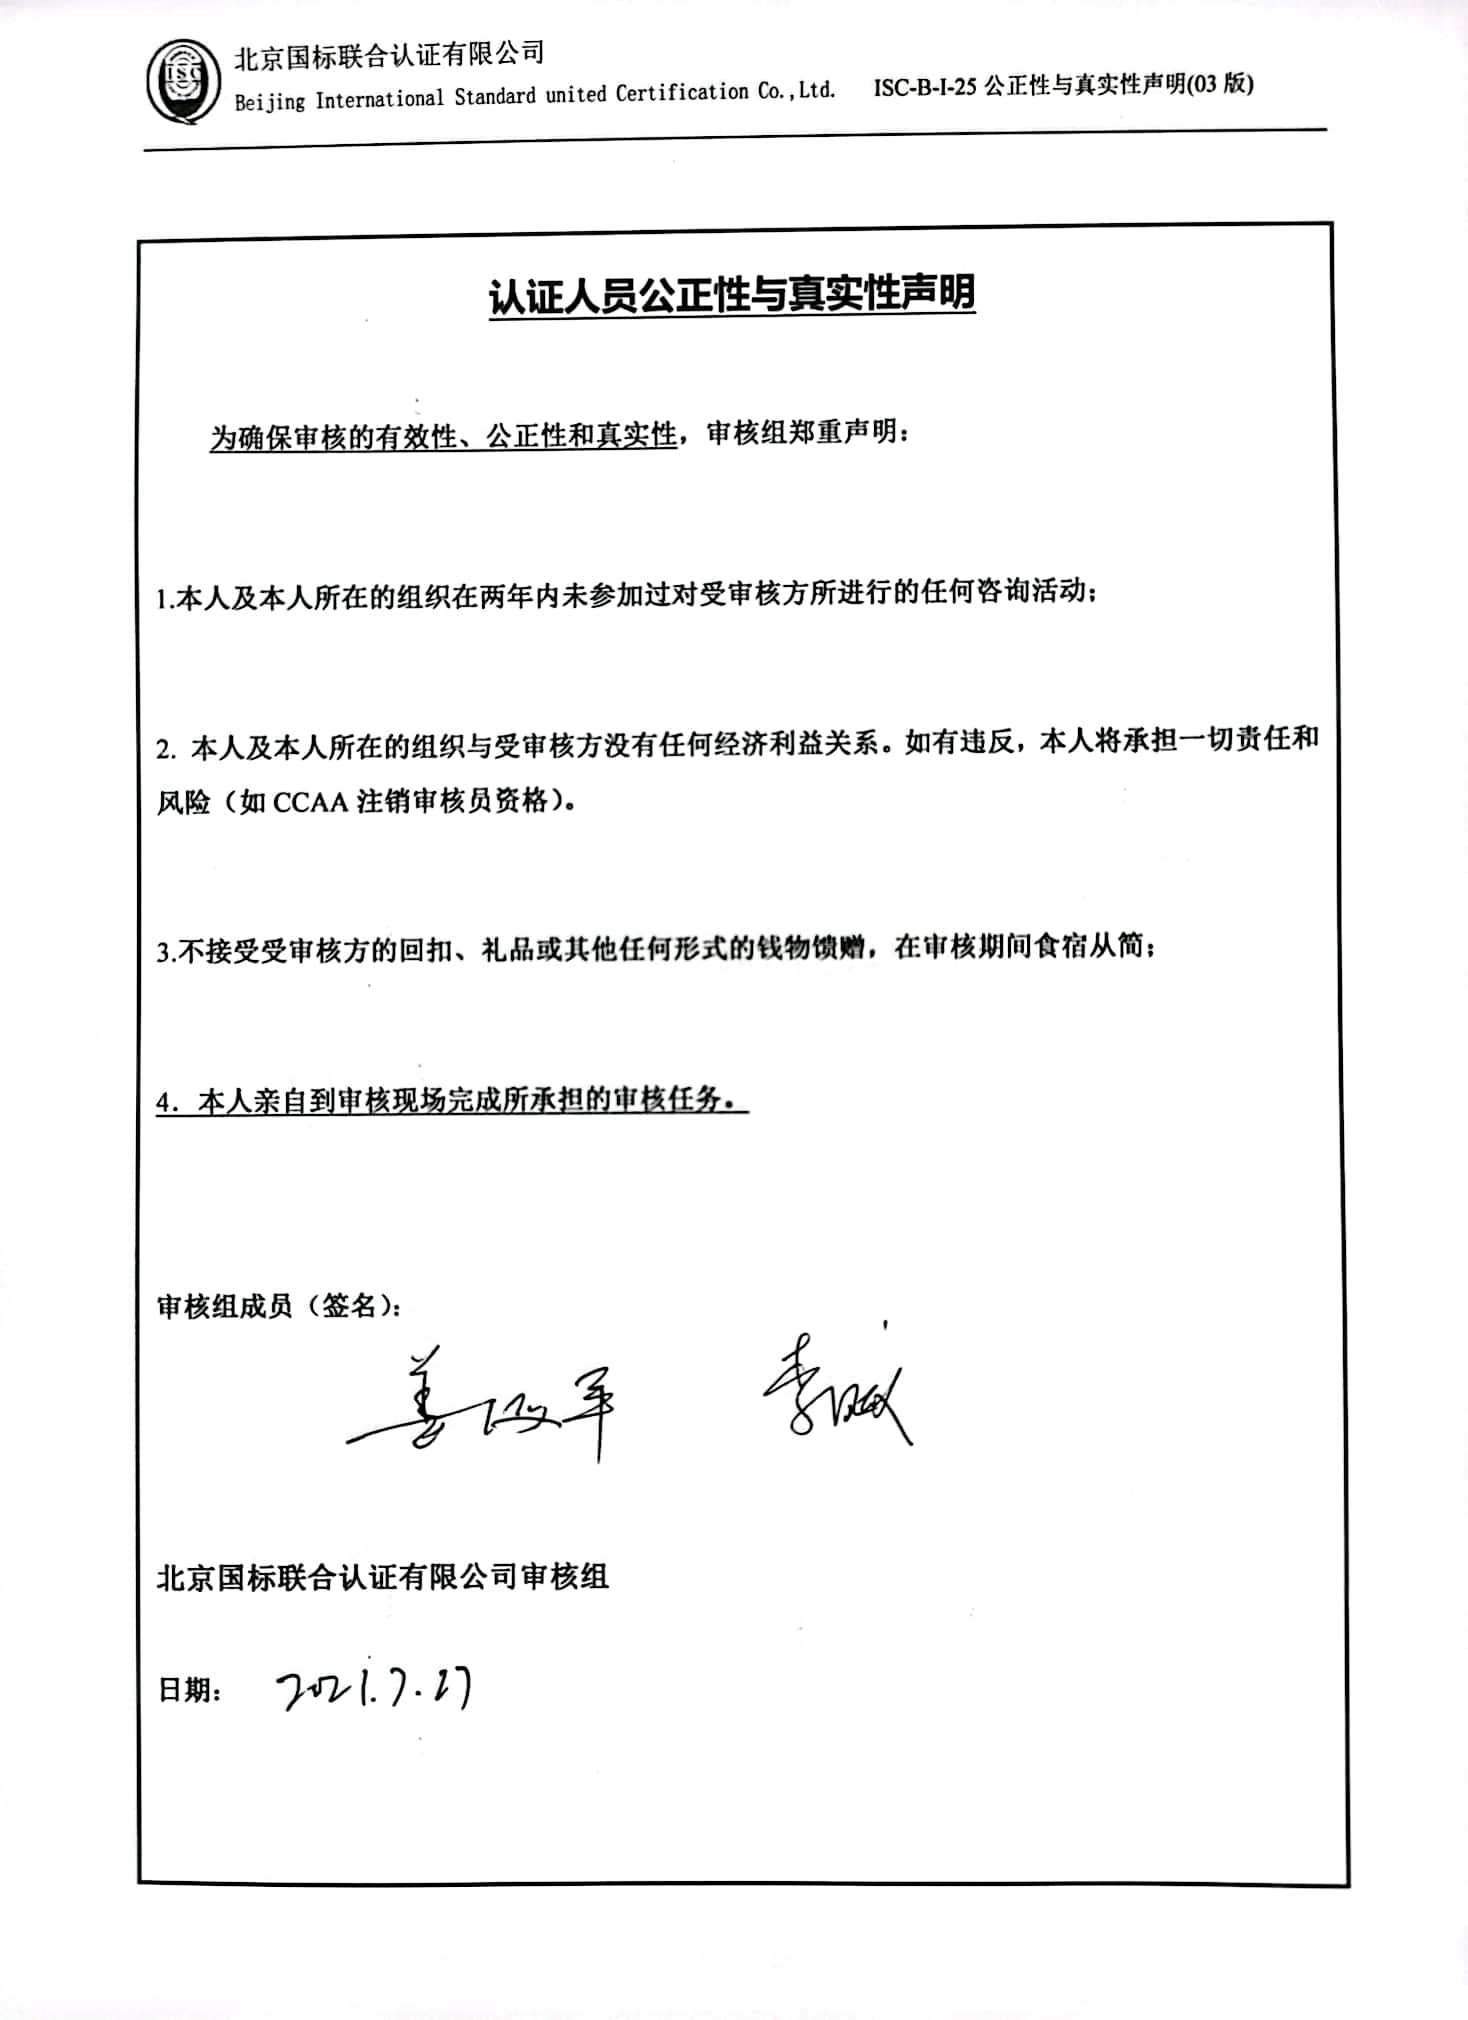 北京国标联合认证有限公司
Beijing International Standard united Certification Co.,Ltd. ISC-B-I-25 公正性与真实性声明(03 版)
ISC
认证人员公正性与真实性声明
为确保审核的有效性、公正性和真实性，审核组郑重声明：
1.本人及本人所在的组织在两年内未参加过对受审核方所进行的任何咨询活动；
2. 本人及本人所在的组织与受审核方没有任何经济利益关系。如有违反，本人将承担一切责任和
风险（如 CCAA 注销审核员资格）。
3.不接受受审核方的回扣、礼品或其他任何形式的钱物馈赠，在审核期间食宿从简；
4. 本人亲自到审核现场完成所承担的审核任务。
审核组成员（签名）：
北京国标联合认证有限公司审核组
日期： 2021.7.27